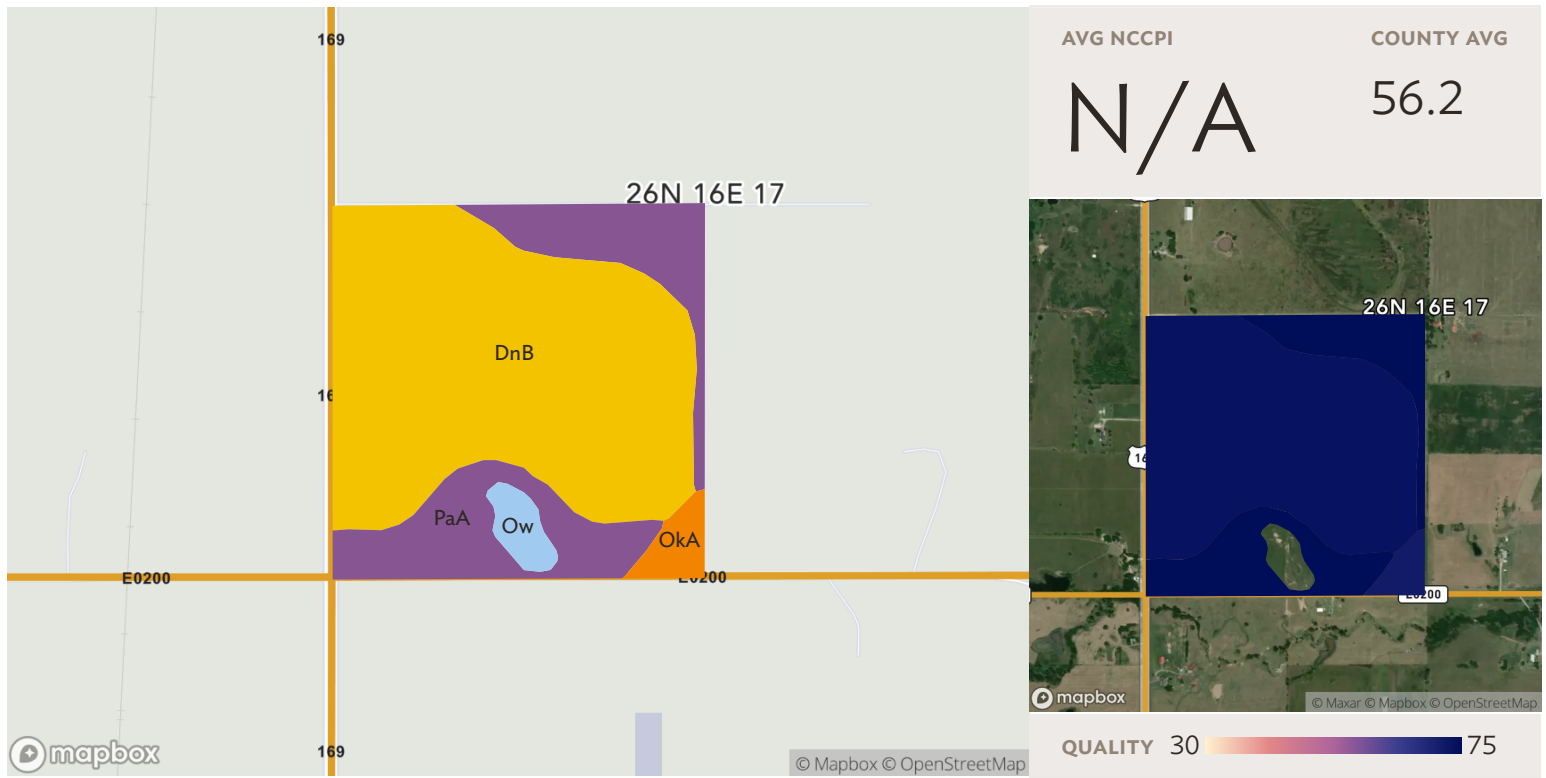 169
26N 16E 17
DnB
16
PaA
Ow
OkA
E0200
E0200
169
mapbox
© Mapbox © OpenStreetMap
AVG NCCPI
COUNTY AVG
N/A
56.2
26N 16E 17
16
E0200
mapbox
© Maxar © Mapbox © OpenStreetMap
QUALITY 30 75